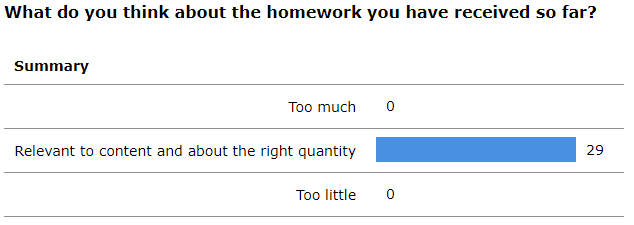 What do you think about the homework you have received so far?
Summary
Too much 0
Relevant to content and about the right quantity 29
Too little 0